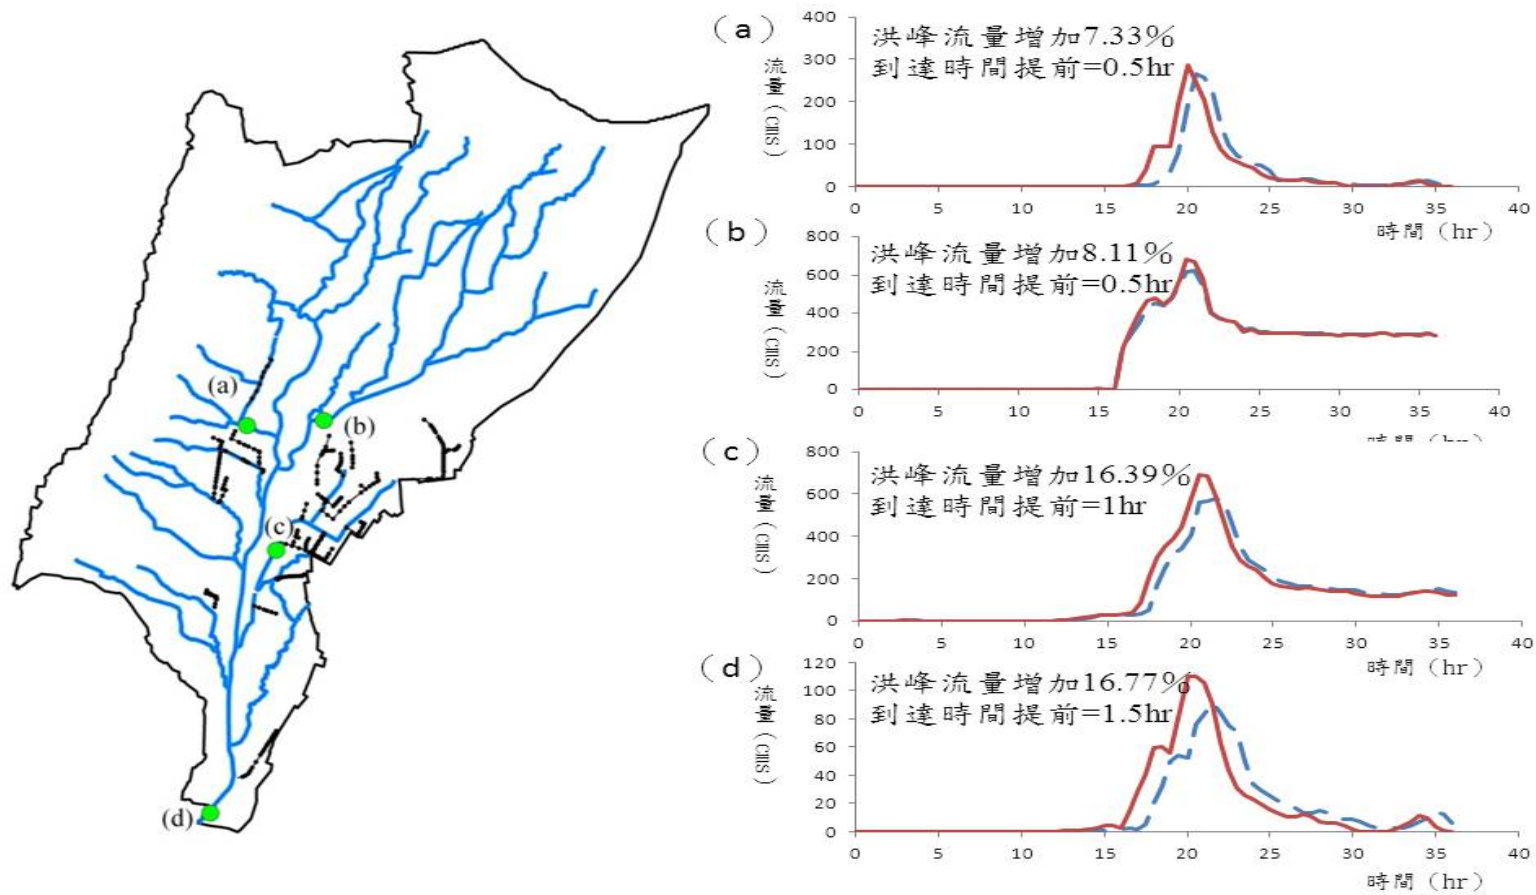 (a)
(b)
(c)
(d)
（a）
洪峰流量增加7.33%
到達時間提前=0.5hr
流量（cms）
400
300
200
100
0
0 5 10 15 20 25 30 35 40
時間（hr）
（b）
洪峰流量增加8.11%
到達時間提前=0.5hr
流量（cms）
800
600
400
200
0
0 5 10 15 20 25 30 35 40
（c）
洪峰流量增加16.39%
到達時間提前=1hr
流量（cms）
800
600
400
200
0
0 5 10 15 20 25 30 35 40
時間（hr）
（d）
洪峰流量增加16.77%
到達時間提前=1.5hr
流量（cms）
120
100
80
60
40
20
0
0 5 10 15 20 25 30 35 40
時間（hr）